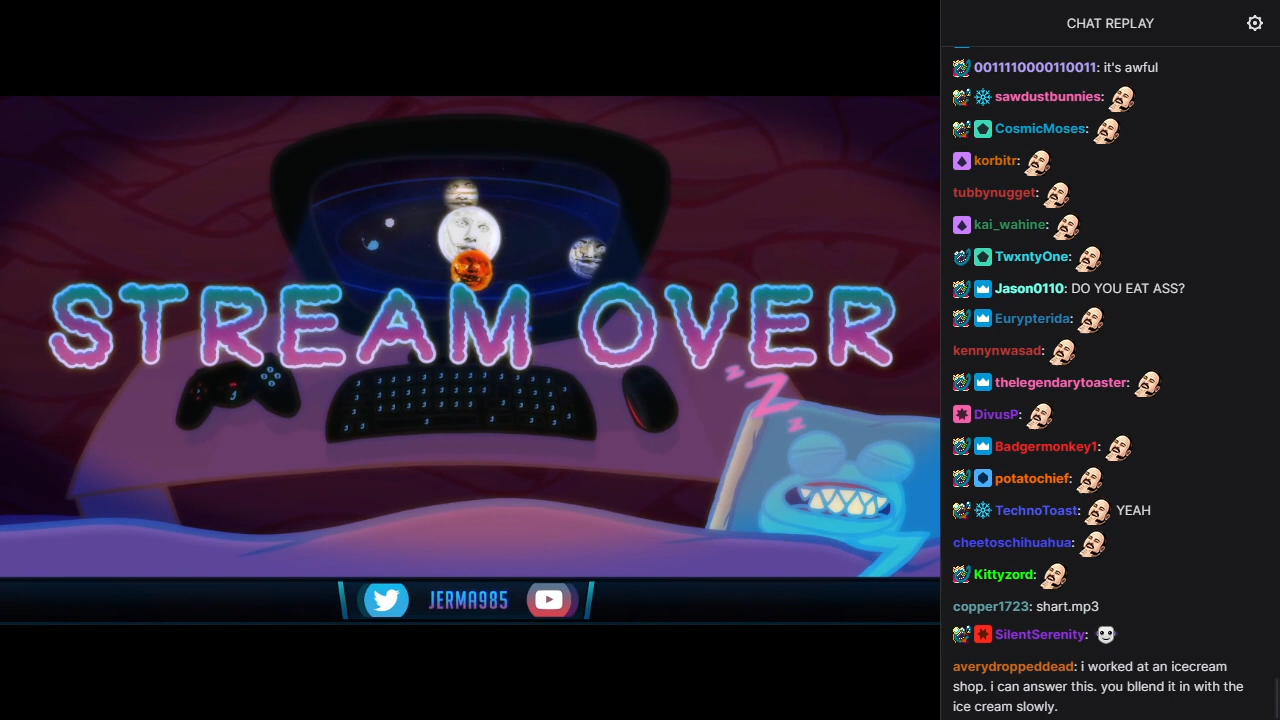 CHAT REPLAY
0011110000110011: it's awful
sawdustbunnies:
CosmicMoses:
korbitr:
tubbynugget:
kai_wahine:
TwxntyOne:
Jason0110: DO YOU EAT ASS?
Eurypterida:
kennynwasad:
thelegendarytoaster:
DivusP:
Badgermonkey1:
potatochief:
TechnoToast: YEAH
cheetoschihuahua:
Kittyzord:
copper1723: shart.mp3
SilentSerenity:
averydroppeddead: i worked at an icecream
shop. i can answer this. you bllend it in with the
ice cream slowly.
STREAM OVER
z
Z
z
JERMA985